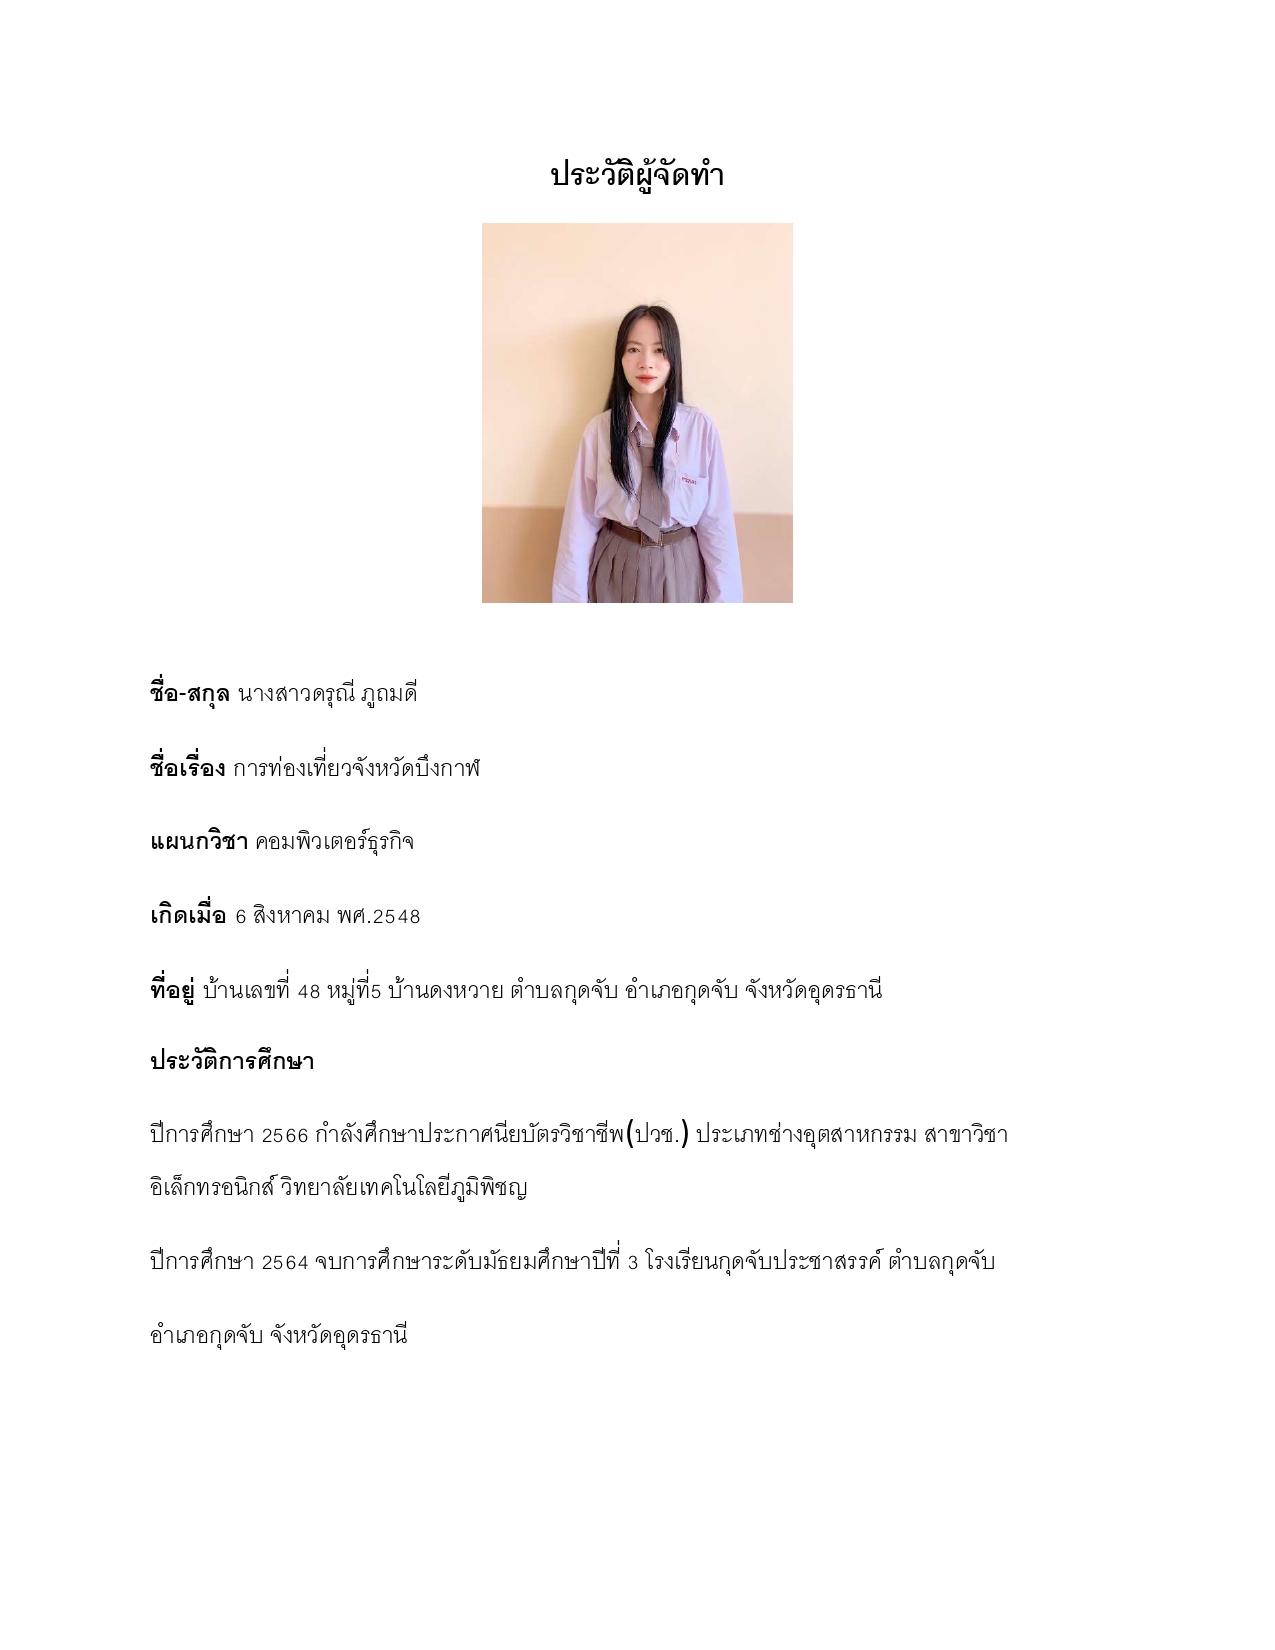 ประวัติผู้จัดทำ
ชื่อ-สกุล นางสาวดรุณี ภูถมดี
ชื่อเรื่อง การท่องเที่ยวจังหวัดบึงกาฬ
แผนกวิชา คอมพิวเตอร์ธุรกิจ
เกิดเมื่อ 6 สิงหาคม พศ.2548
ที่อยู่ บ้านเลขที่ 48 หมู่ที่5 บ้านดงหวาย ตำบลกุดจับ อำเภอกุดจับ จังหวัดอุดรธานี
ประวัติการศึกษา
ปีการศึกษา 2566 กำลังศึกษาประกาศนียบัตรวิชาชีพ(ปวช.) ประเภทช่างอุตสาหกรรม สาขาวิชา
อิเล็กทรอนิกส์ วิทยาลัยเทคโนโลยีภูมิพิชญ
ปีการศึกษา 2564 จบการศึกษาระดับมัธยมศึกษาปีที่ 3 โรงเรียนกุดจับประชาสรรค์ ตำบลกุดจับ
อำเภอกุดจับ จังหวัดอุดรธานี